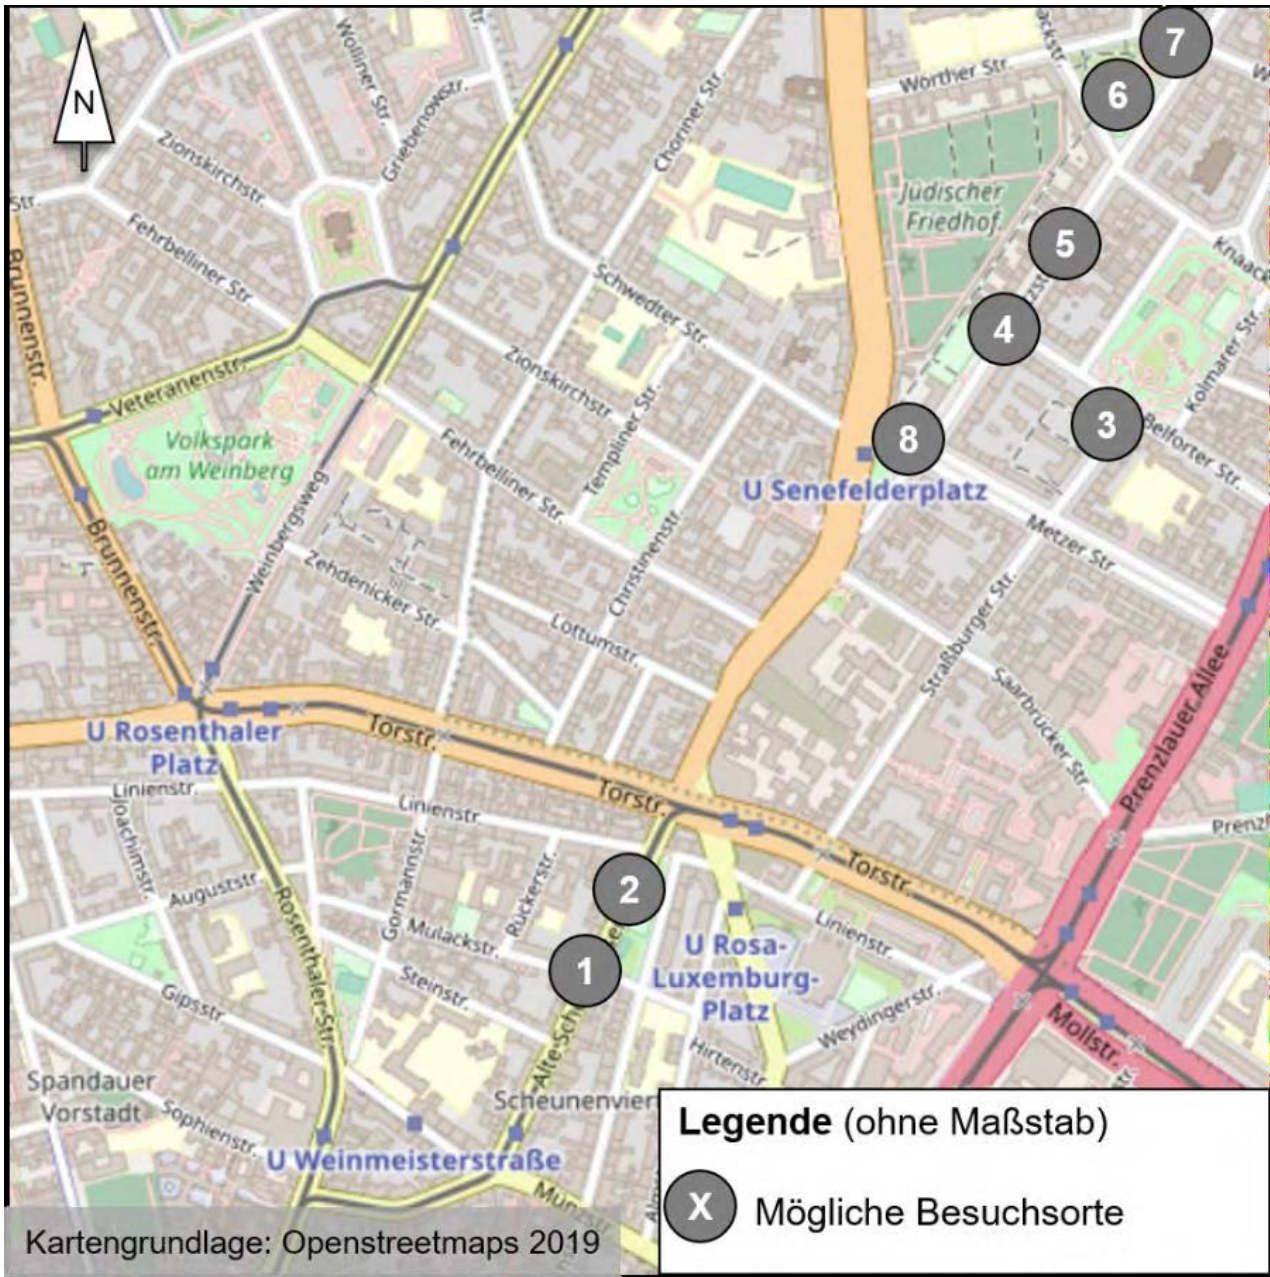 N
Wolliner Str.
Griebenowstr.
Zionskirchstr.
Fehrbelliner Str.
Str.
Brunnenstr.
Choriner Str.
Wörther Str.
7
6
Jüdischer
Friedhof
5
Knaack
4
Schwedter Str.
Kolmarer Str.
Veteranenstr.
Zionskirchstr.
Templiner Str.
3
Belforter Str.
8
Volkspark
am Weinberg
Fehrbelliner Str.
U Senefelderplatz
Metzer Str.
Weinbergsweg
Brunnenstr.
Zehdenicker Str.
Christinenstr.
Lottumstr.
Straßburger Str.
Saarbrücker Str.
Prenzlauer Allee
U Rosenthaler
Platz
Torstr.
Torstr.
Torstr.
Linienstr.
Linienstr.
Linienstr.
Joachimstr.
Auguststr.
Gormannstr.
Rückerstr.
Mulackstr.
Rosenthaler Str.
2
1
U Rosa-
Luxemburg-
Platz
Steinstr.
Gipsstr.
Weydingerstr.
Hirtenstr.
Mollstr.
Spandauer
Vorstadt
Sophienstr.
Scheunenvier
U Weinmeisterstraße
Legende (ohne Maßstab)
X Mögliche Besuchsorte
Kartengrundlage: Openstreetmaps 2019